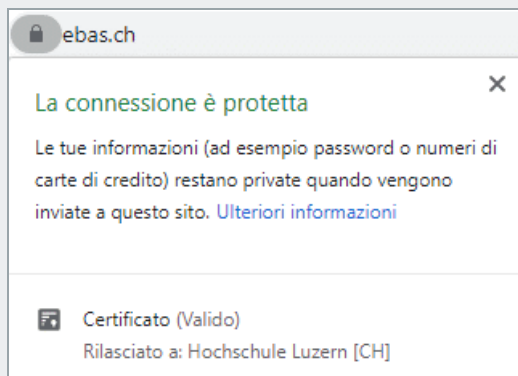 ebas.ch
La connessione è protetta
Le tue informazioni (ad esempio password o numeri di
carte di credito) restano private quando vengono
inviate a questo sito. Ulteriori informazioni
Certificato (Valido)
Rilasciato a: Hochschule Luzern [CH]